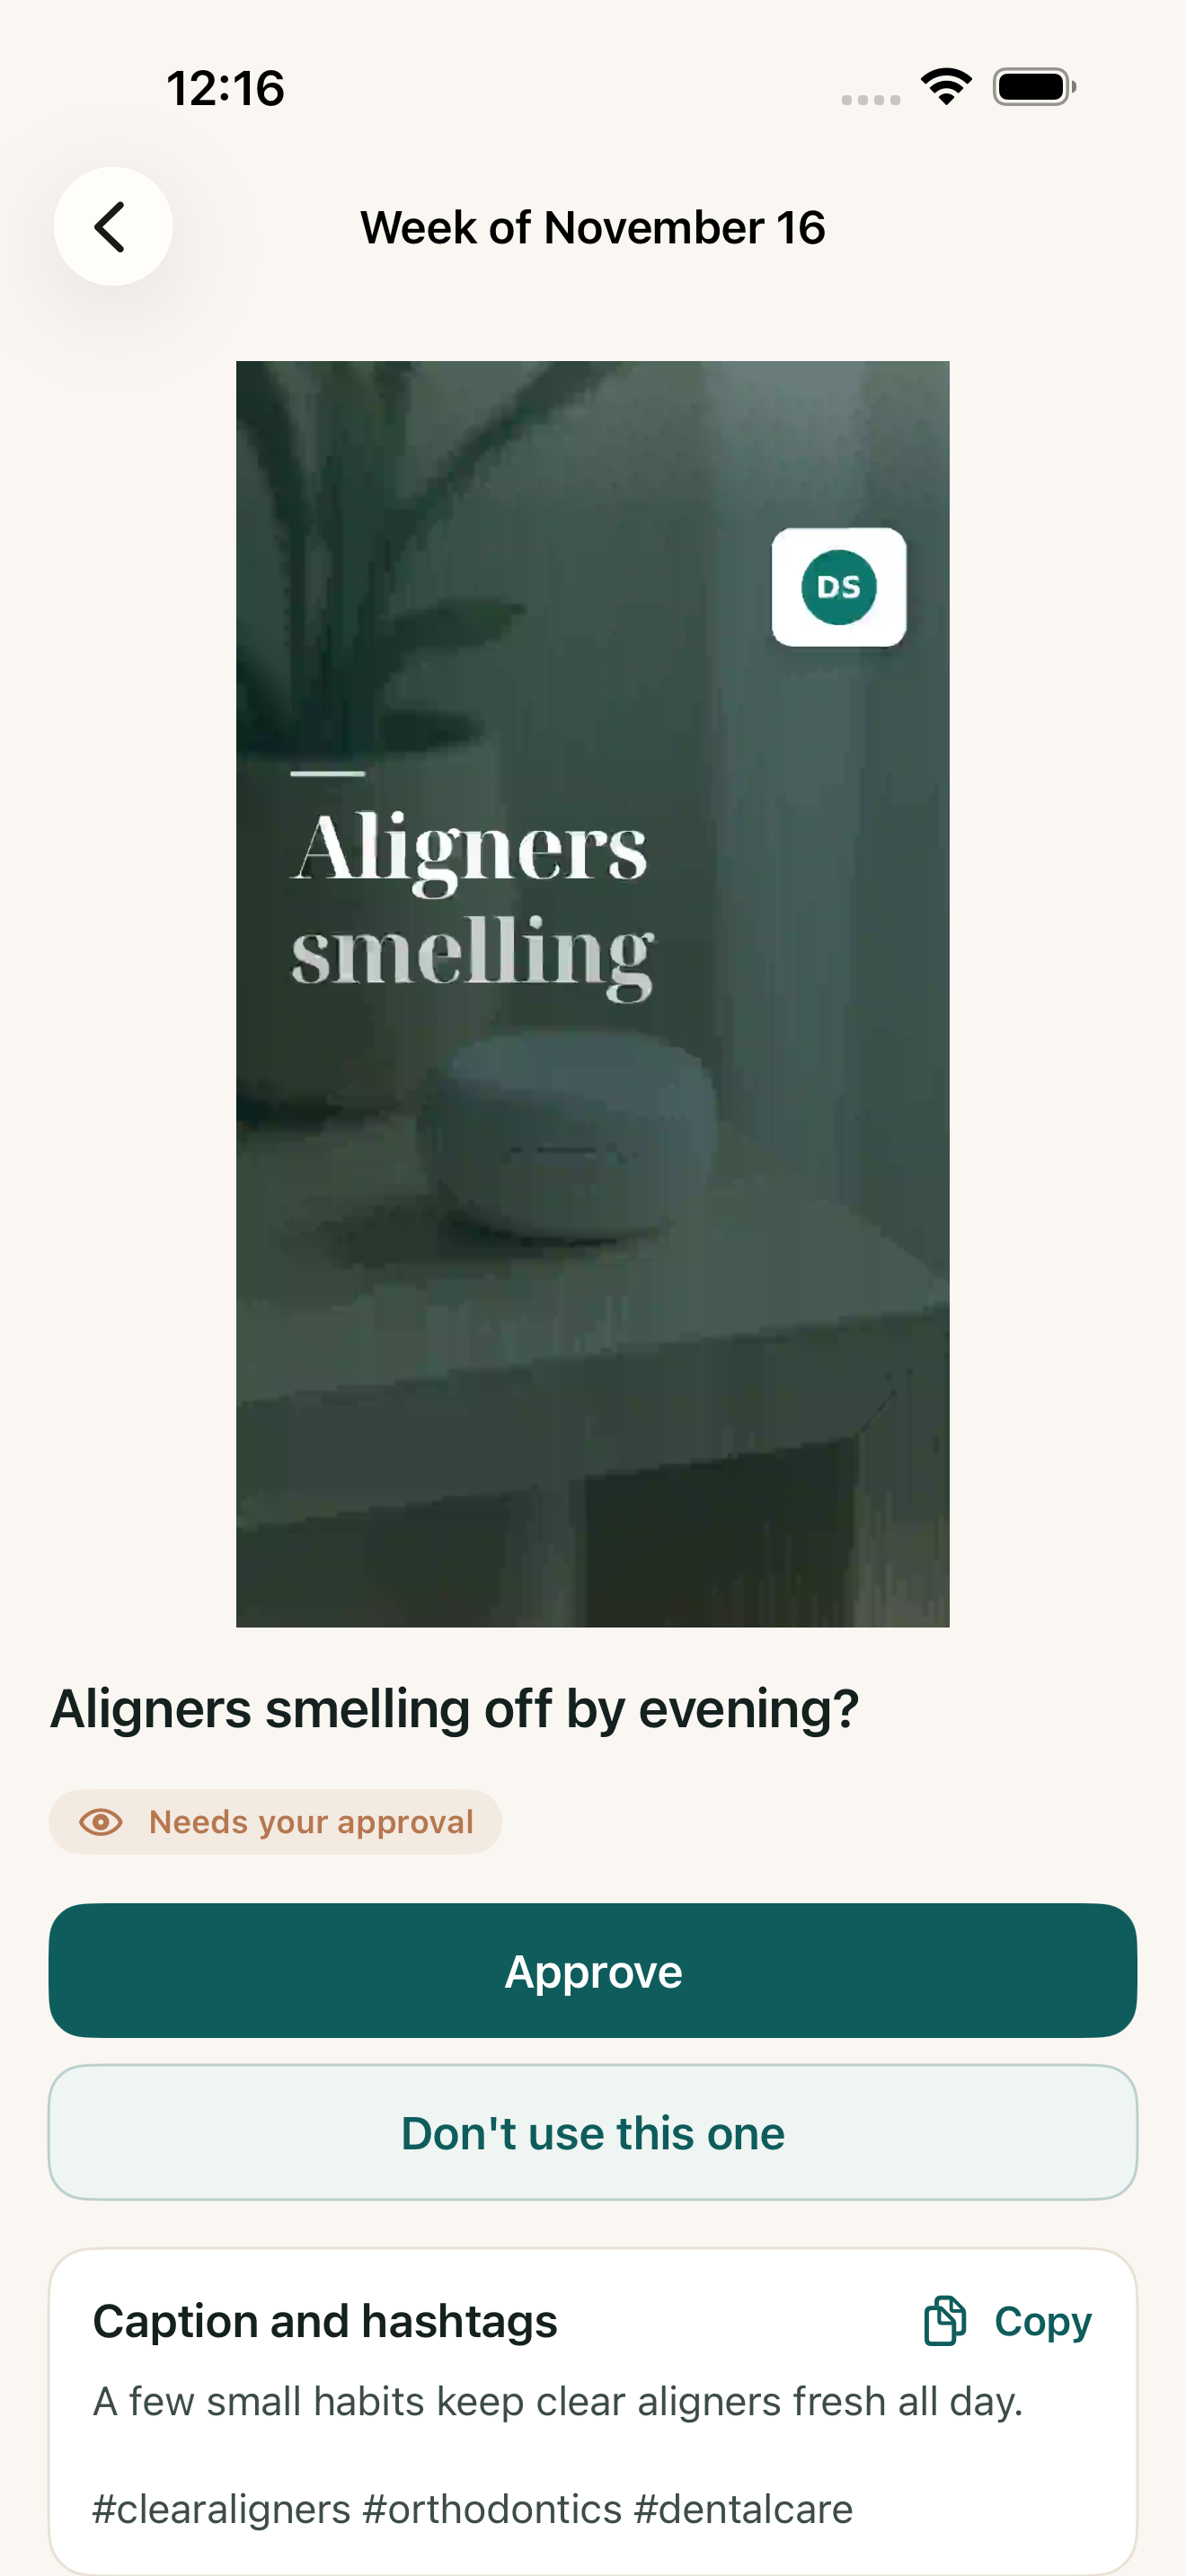 12:16
Week of November 16
DS
Aligners
smelling
Aligners smelling off by evening?
Needs your approval
Approve
Don't use this one
Caption and hashtags
Copy
A few small habits keep clear aligners fresh all day.
#clearaligners #orthodontics #dentalcare